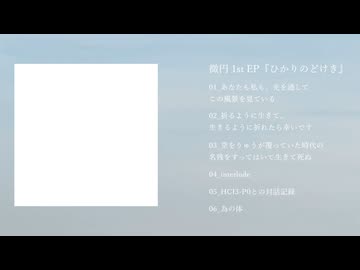 微円 1st EP「ひかりのどけき」
01_あなたも私も、光を通して
この風景を見ている
02_祈るように生きて、
生きるように祈れたら幸いです
03_空をりゅうが覆っていた時代の
名残をすってはいて生きて死ぬ
04_interlude
05_HCI3-P0との対話記録
06_為の体